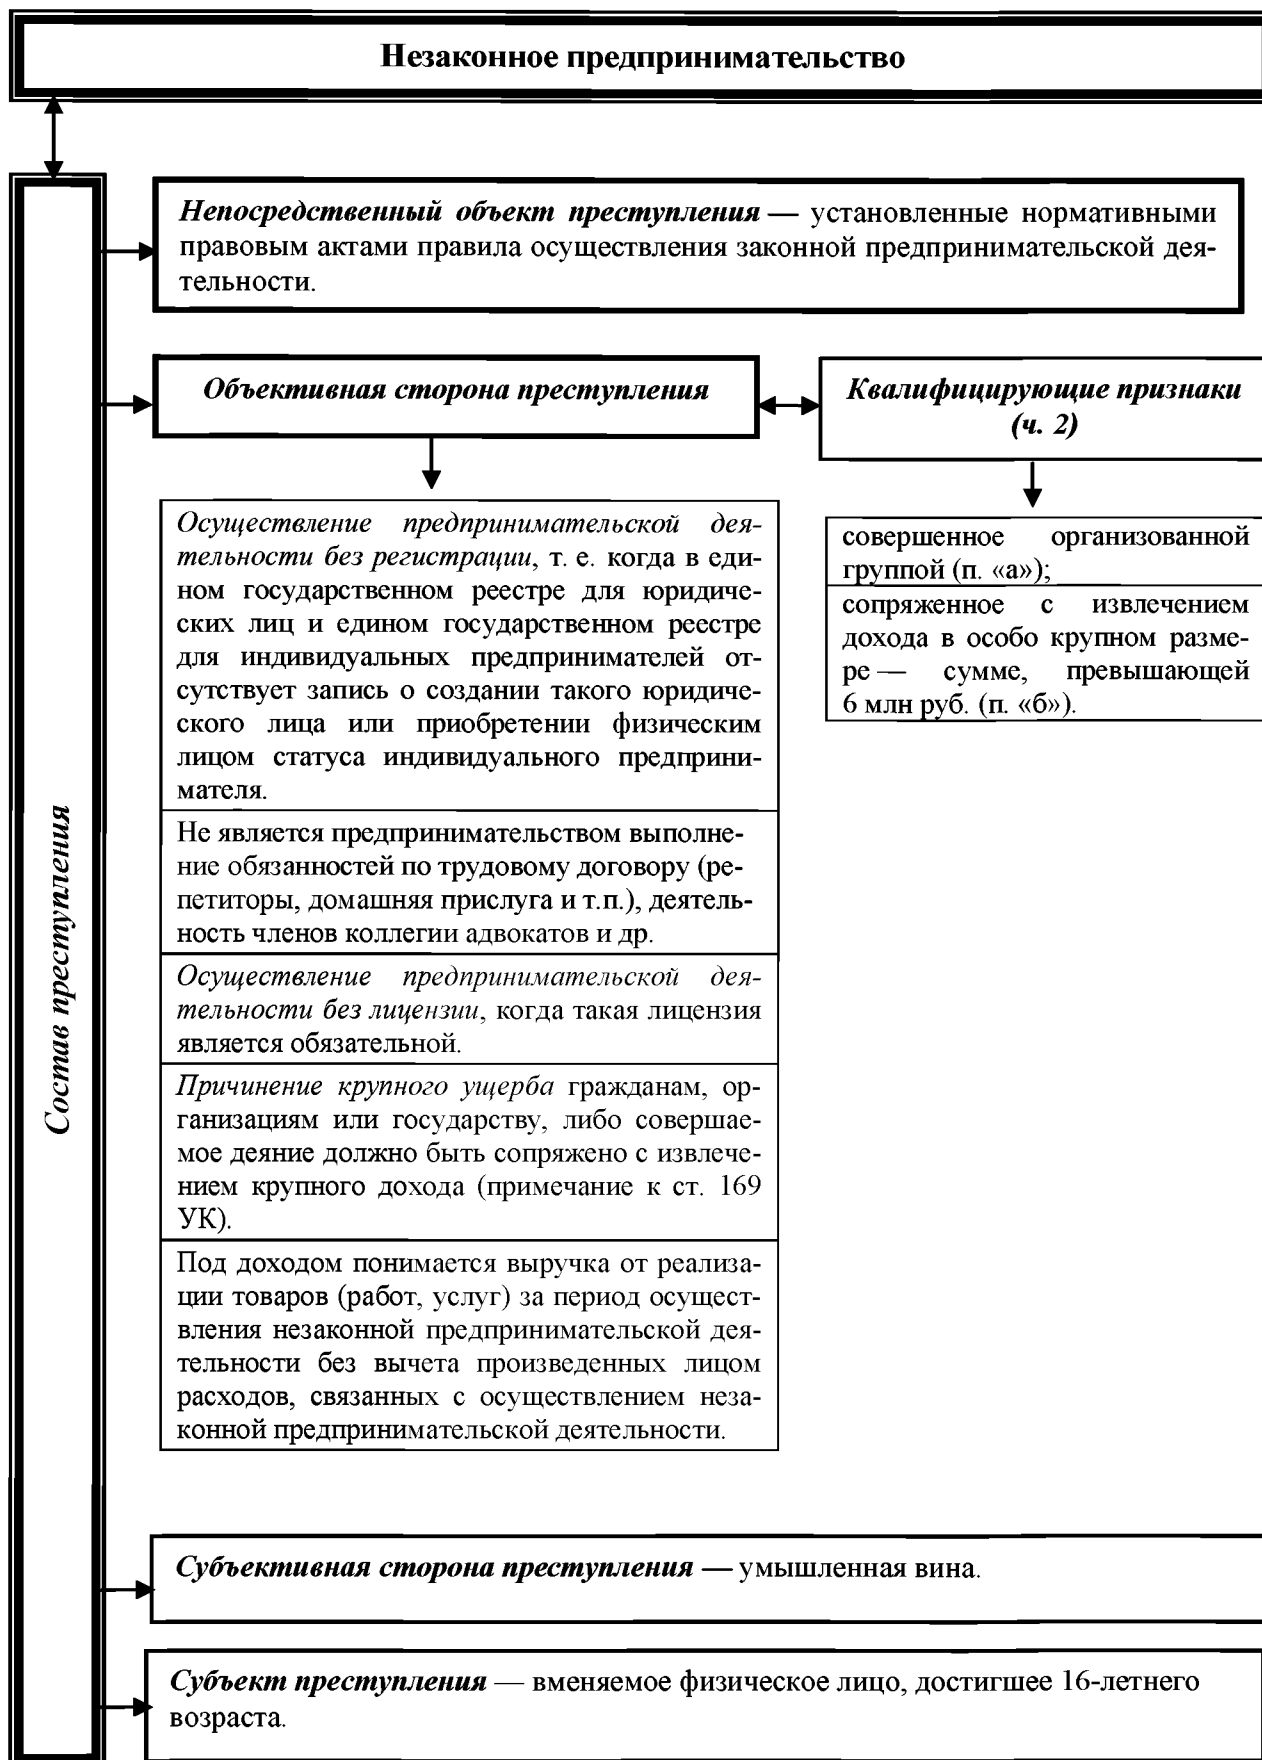 Незаконное предпринимательство
Состав преступления
Непосредственный объект преступления — установленные нормативными
правовым актами правила осуществления законной предпринимательской дея-
тельности.
Объективная сторона преступления
Квалифицирующие признаки
(ч. 2)
Осуществление предпринимательской дея-
тельности без регистрации, т. е. когда в еди-
ном государственном реестре для юридиче-
ских лиц и едином государственном реестре
для индивидуальных предпринимателей от-
сутствует запись о создании такого юридиче-
ского лица или приобретении физическим
лицом статуса индивидуального предприни-
мателя.
Не является предпринимательством выполне-
ние обязанностей по трудовому договору (ре-
петиторы, домашняя прислуга и т.п.), деятель-
ность членов коллегии адвокатов и др.
Осуществление предпринимательской дея-
тельности без лицензии, когда такая лицензия
является обязательной.
Причинение крупного ущерба гражданам, ор-
ганизациям или государству, либо совершае-
мое деяние должно быть сопряжено с извлече-
нием крупного дохода (примечание к ст. 169
УК).
Под доходом понимается выручка от реализа-
ции товаров (работ, услуг) за период осущест-
вления незаконной предпринимательской дея-
тельности без вычета произведенных лицом
расходов, связанных с осуществлением неза-
конной предпринимательской деятельности.
совершенное организованной
группой (п. «а»);
сопряженное с извлечением
дохода в особо крупном разме-
ре — сумме, превышающей
6 млн руб. (п. «б»).
Субъективная сторона преступления — умышленная вина.
Субъект преступления — вменяемое физическое лицо, достигшее 16-летнего
возраста.